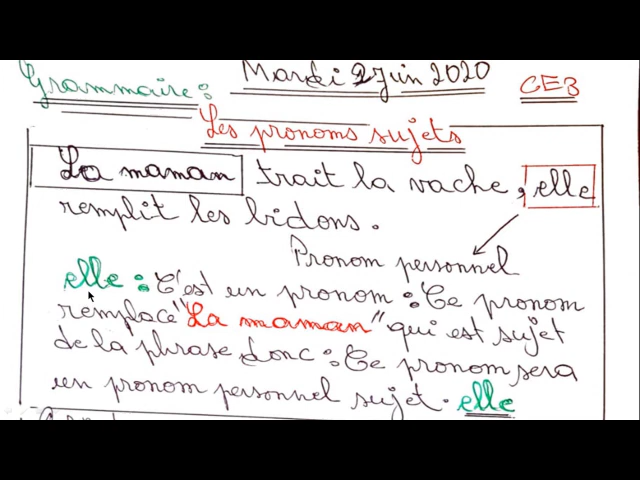 Mardi 2 Juin 2020
Grammaire : CE3
Les pronoms sujets
La maman trait la vache, elle
remplit les bidons.
Pronom personnel
elle : C'est un pronom : Ce pronom
remplace "La maman" qui est sujet
de la phrase donc : Ce pronom sera
un pronom personnel sujet. elle